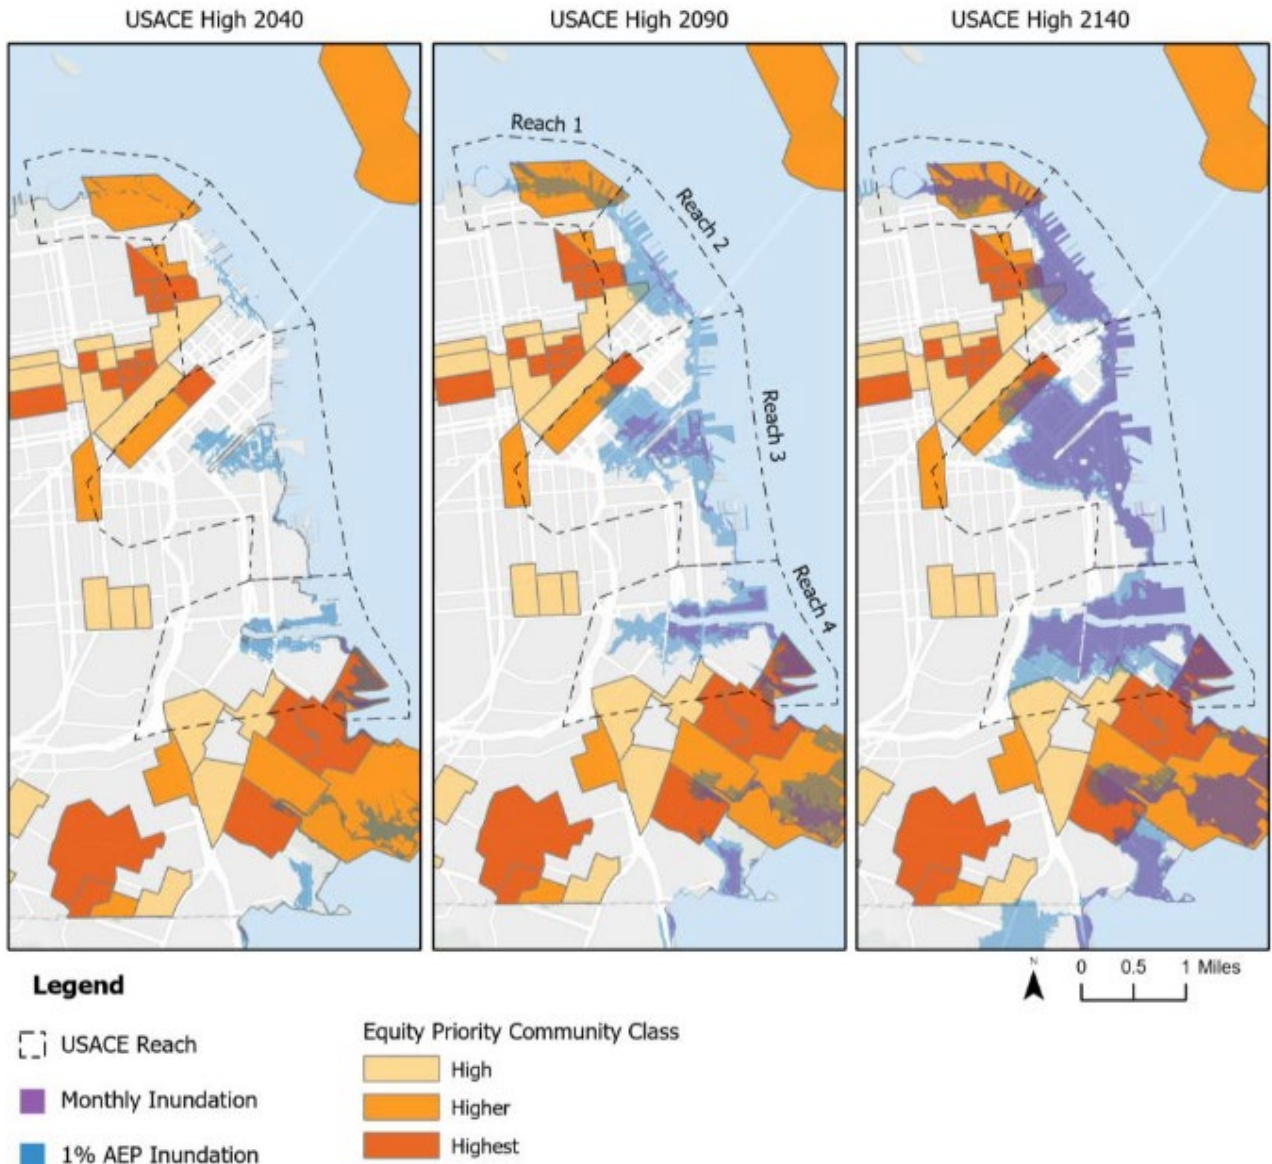 USACE High 2040
USACE High 2090
USACE High 2140
Reach 1
Reach 2
Reach 3
Reach 4
N
0 0.5 1 Miles
Legend
USACE Reach
Monthly Inundation
1% AEP Inundation
Equity Priority Community Class
High
Higher
Highest